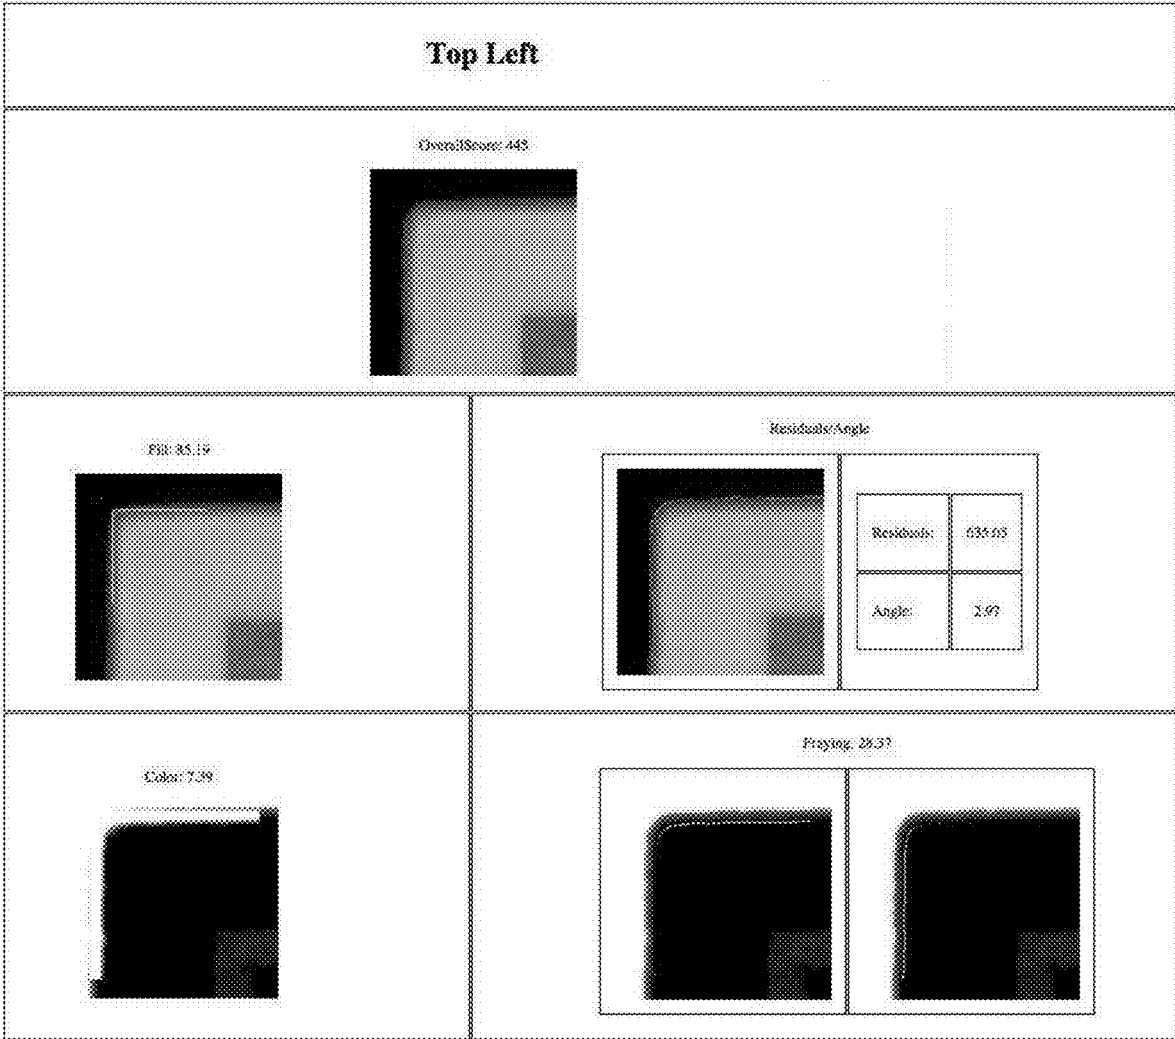 Top Left
OverallScore: 445
Fill: 85.19
Residuals/Angle
Residuals: 635.05
Angle: 2.97
Color: 7.39
Fraying: 28.37